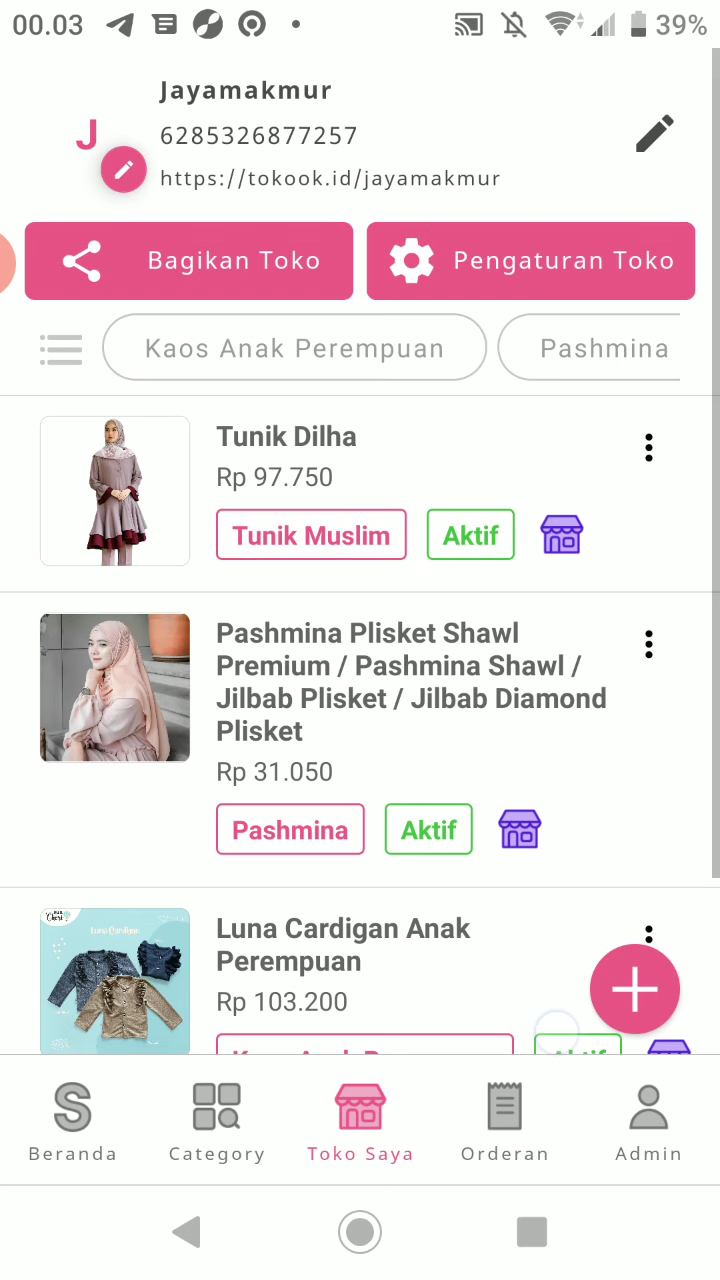 00.03
39%
Jayamakmur
6285326877257
https://tokook.id/jayamakmur
J
Bagikan Toko
Pengaturan Toko
Kaos Anak Perempuan
Pashmina
Tunik Dilha
Rp 97.750
Tunik Muslim
Aktif
Pashmina Plisket Shawl
Premium / Pashmina Shawl /
Jilbab Plisket / Jilbab Diamond
Plisket
Rp 31.050
Pashmina
Aktif
Luna Cardigan
Luna Cardigan Anak
Perempuan
Rp 103.200
Beranda
Category
Toko Saya
Orderan
Admin